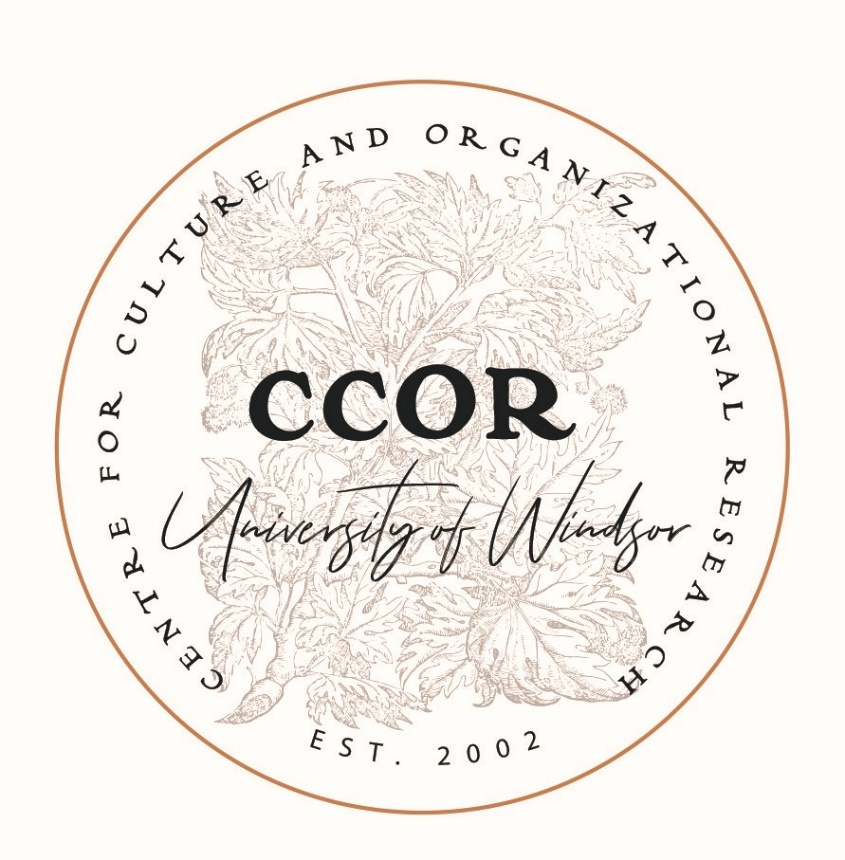 CENTRE FOR CULTURE AND ORGANIZATIONAL RESEARCH
CCOR
University of Windsor
EST. 2002